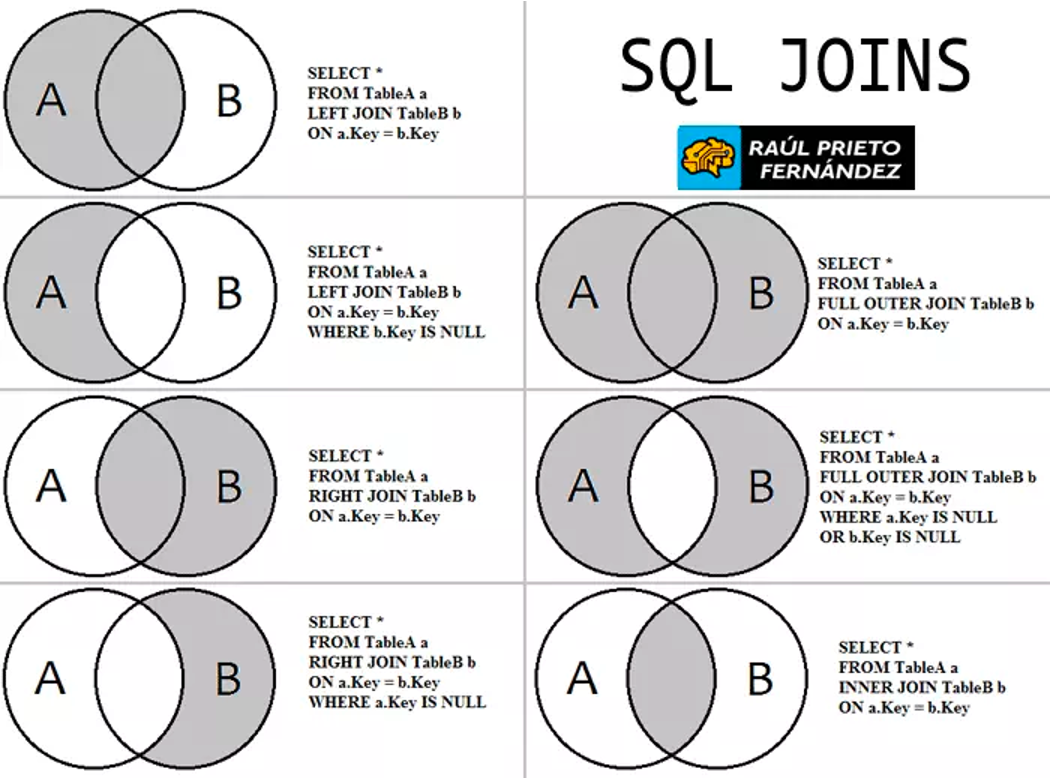 A
B
SELECT *
FROM TableA a
LEFT JOIN TableB b
ON a.Key = b.Key
SQL JOINS
RAÚL PRIETO
FERNÁNDEZ
A
B
SELECT *
FROM TableA a
LEFT JOIN TableB b
ON a.Key = b.Key
WHERE b.Key IS NULL
A
B
SELECT *
FROM TableA a
FULL OUTER JOIN TableB b
ON a.Key = b.Key
A
B
SELECT *
FROM TableA a
RIGHT JOIN TableB b
ON a.Key = b.Key
A
B
SELECT *
FROM TableA a
FULL OUTER JOIN TableB b
ON a.Key = b.Key
WHERE a.Key IS NULL
OR b.Key IS NULL
A
B
SELECT *
FROM TableA a
RIGHT JOIN TableB b
ON a.Key = b.Key
WHERE a.Key IS NULL
A
B
SELECT *
FROM TableA a
INNER JOIN TableB b
ON a.Key = b.Key